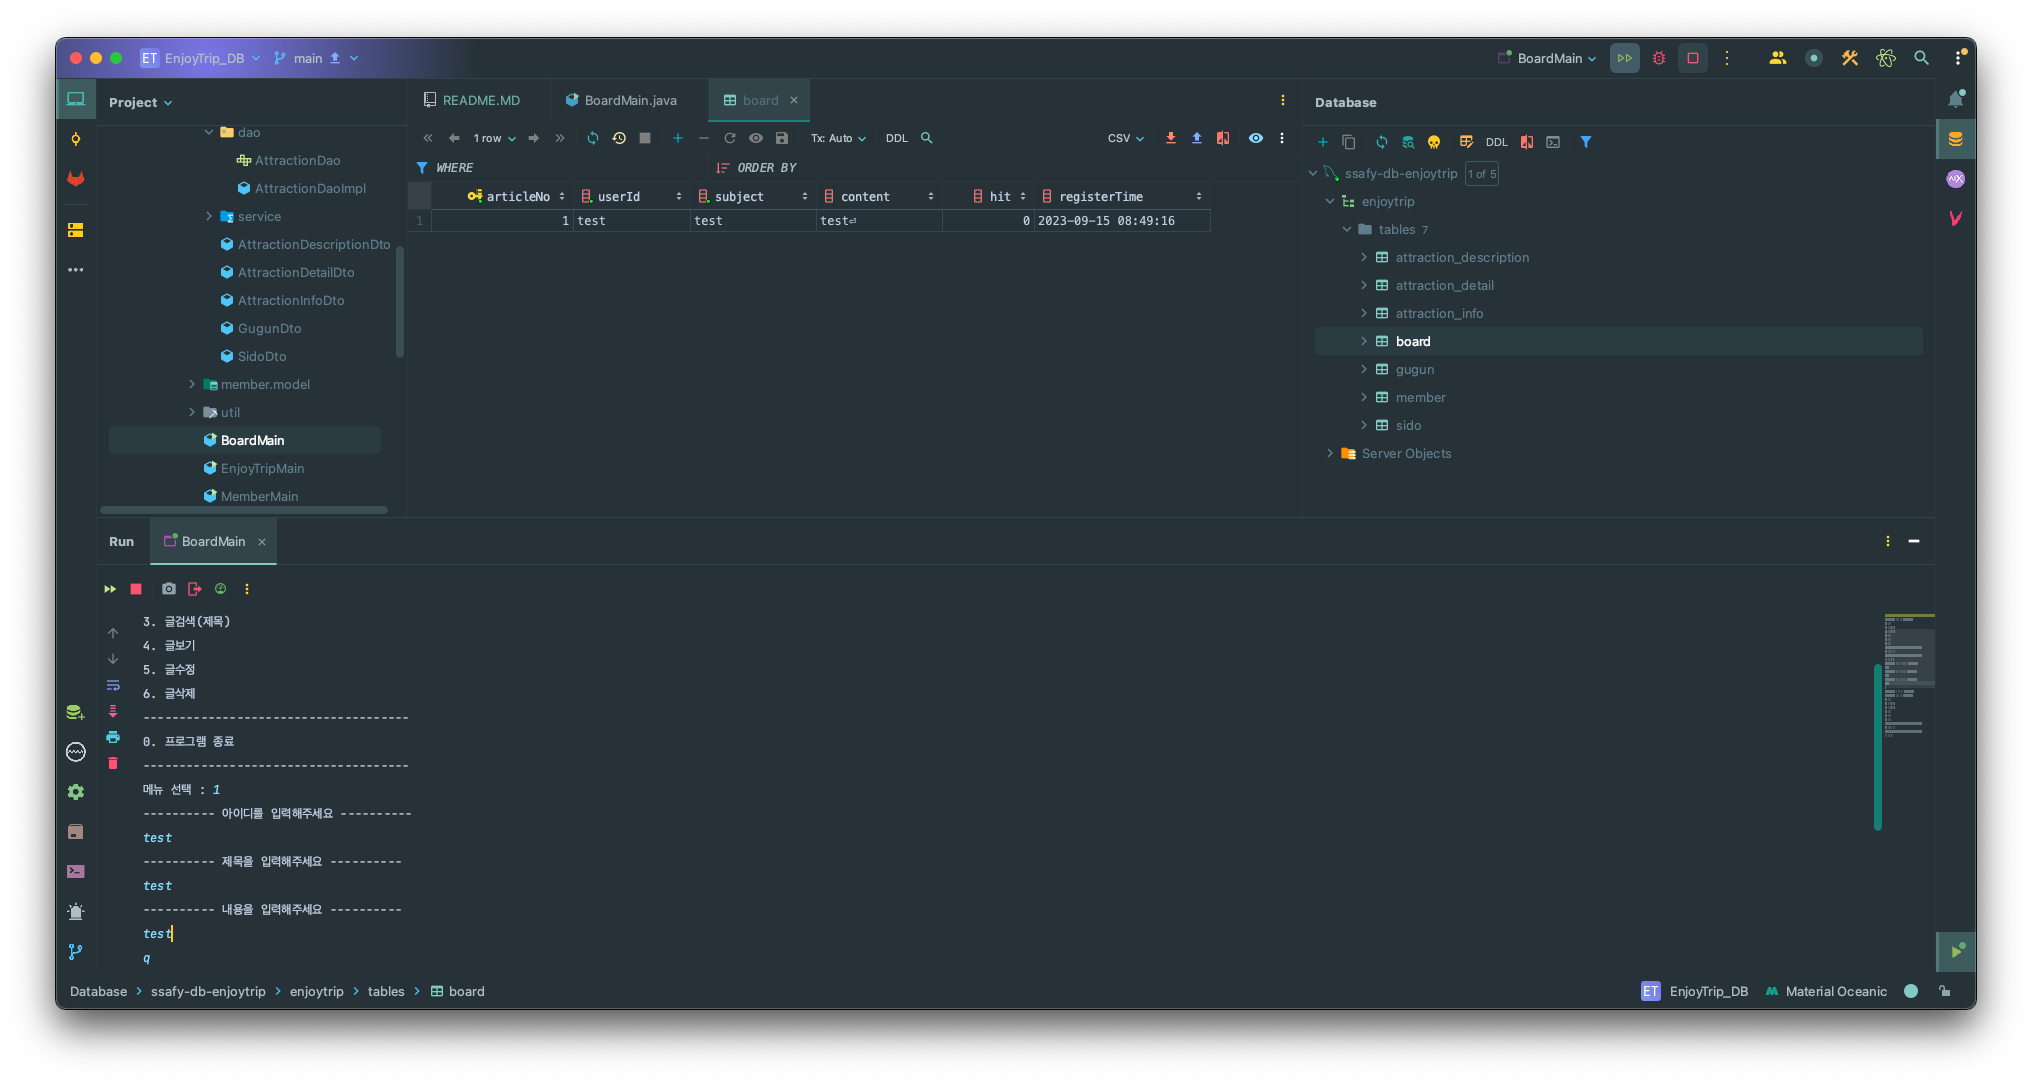 ET EnjoyTrip_DB main BoardMain
Project
dao
AttractionDao
AttractionDaoImpl
service
AttractionDescriptionDto
AttractionDetailDto
AttractionInfoDto
GugunDto
SidoDto
member.model
util
BoardMain
EnjoyTripMain
MemberMain
README.MD BoardMain.java board
1 row Tx: Auto DDL CSV
WHERE ORDER BY
articleNo userId subject content hit registerTime
1 1 test test test⏎ 0 2023-09-15 08:49:16
Database
DDL
ssafy-db-enjoytrip 1 of 5
enjoytrip
tables 7
attraction_description
attraction_detail
attraction_info
board
gugun
member
sido
Server Objects
Run BoardMain
3. 글검색(제목)
4. 글보기
5. 글수정
6. 글삭제
-------------------------------------
0. 프로그램 종료
-------------------------------------
메뉴 선택 : 1
---------- 아이디를 입력해주세요 ----------
test
---------- 제목을 입력해주세요 ----------
test
---------- 내용을 입력해주세요 ----------
test
q
Database > ssafy-db-enjoytrip > enjoytrip > tables > board
ET EnjoyTrip_DB Material Oceanic